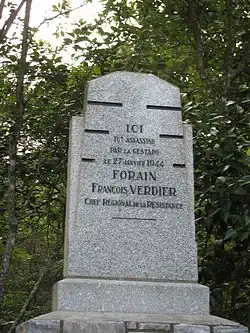 ICI
FUT ASSASSINÉ
PAR LA GESTAPO
LE 27 JANVIER 1944
FORAIN
FRANÇOIS VERDIER
CHEF RÉGIONAL DE LA RÉSISTANCE